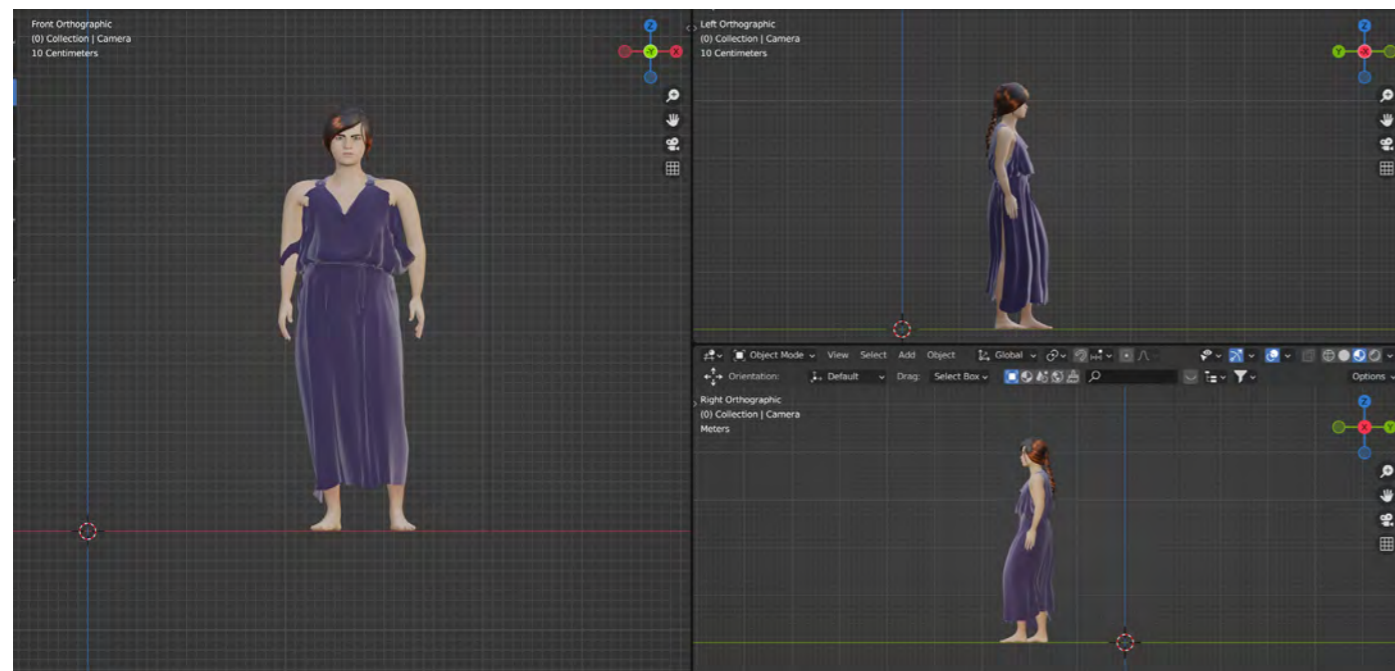 Front Orthographic
(0) Collection | Camera
10 Centimeters
Z
-Y
X
Left Orthographic
(0) Collection | Camera
10 Centimeters
Z
Y
-X
Object Mode
View
Select
Add
Object
Global
Orientation:
Default
Drag:
Select Box
Options
Right Orthographic
(0) Collection | Camera
Meters
Z
X
Y